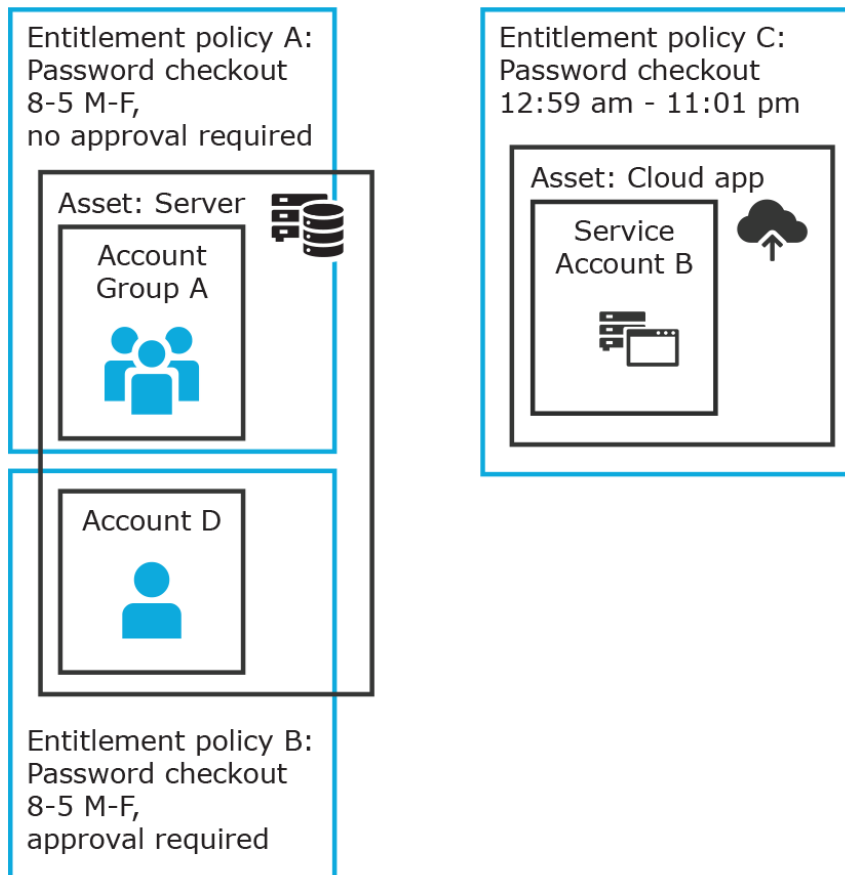 Entitlement policy A:
Password checkout
8-5 M-F,
no approval required
Asset: Server
Account
Group A
Account D
Entitlement policy B:
Password checkout
8-5 M-F,
approval required
Entitlement policy C:
Password checkout
12:59 am - 11:01 pm
Asset: Cloud app
Service
Account B